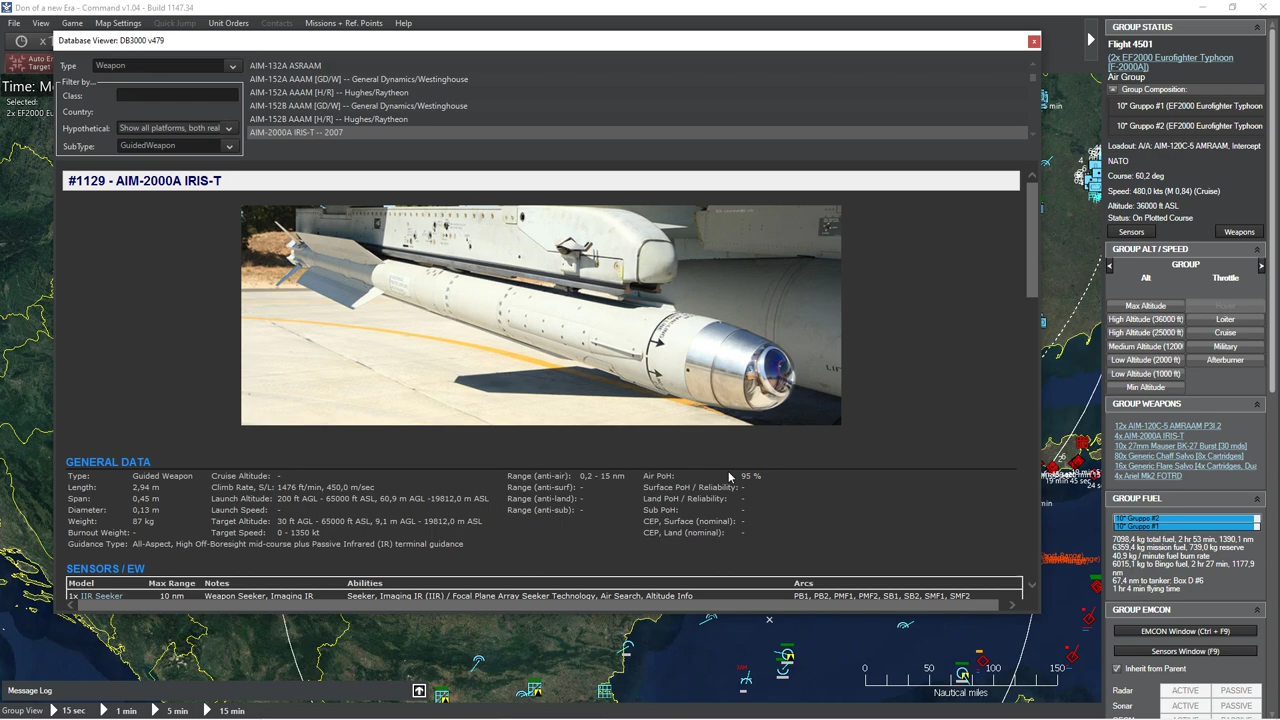 Don of a new Era - Command v1.04 - Build 1147.34
File View Game Map Settings Quick Jump Unit Orders Contacts Missions + Ref. Points Help
Database Viewer: DB3000 v479
Type Weapon
Filter by...
Class:
Country:
Hypothetical: Show all platforms, both real
SubType: GuidedWeapon
AIM-132A ASRAAM
AIM-152A AAAM [GD/W] -- General Dynamics/Westinghouse
AIM-152A AAAM [H/R] -- Hughes/Raytheon
AIM-152B AAAM [GD/W] -- General Dynamics/Westinghouse
AIM-152B AAAM [H/R] -- Hughes/Raytheon
AIM-2000A IRIS-T -- 2007
Auto En
Target
Time: M
Selected:
2x EF2000 Eu
#1129 - AIM-2000A IRIS-T
GENERAL DATA
Type: Guided Weapon Cruise Altitude: - Range (anti-air): 0,2 - 15 nm Air PoH: 95 %
Length: 2,94 m Climb Rate, S/L: 1476 ft/min, 450,0 m/sec Range (anti-surf): - Surface PoH / Reliability: -
Span: 0,45 m Launch Altitude: 200 ft AGL - 65000 ft ASL, 60,9 m AGL -19812,0 m ASL Range (anti-land): - Land PoH / Reliability: -
Diameter: 0,13 m Launch Speed: - Range (anti-sub): - Sub PoH: -
Weight: 87 kg Target Altitude: 30 ft AGL - 65000 ft ASL, 9,1 m AGL -19812,0 m ASL CEP, Surface (nominal): -
Burnout Weight: - Target Speed: 0 - 1350 kt CEP, Land (nominal): -
Guidance Type: All-Aspect, High Off-Boresight mid-course plus Passive Infrared (IR) terminal guidance
SENSORS / EW
Model Max Range Notes Abilities Arcs
1x IIR Seeker 10 nm Weapon Seeker, Imaging IR Seeker, Imaging IR (IIR) / Focal Plane Array Seeker Technology, Air Search, Altitude Info PB1, PB2, PMF1, PMF2, SB1, SB2, SMF1, SMF2
0 50 100 150
Nautical miles
Message Log
Group View 15 sec 1 min 5 min 15 min
GROUP STATUS
Flight 4501
(2x EF2000 Eurofighter Typhoon
[F-2000A])
Air Group
Group Composition:
10° Gruppo #1 (EF2000 Eurofighter Typhoon
10° Gruppo #2 (EF2000 Eurofighter Typhoon
Loadout: A/A: AIM-120C-5 AMRAAM, Intercept
NATO
Course: 60,2 deg
Speed: 480,0 kts (M 0,84) (Cruise)
Altitude: 36000 ft ASL
Status: On Plotted Course
Sensors Weapons
GROUP ALT / SPEED
GROUP
Alt Throttle
Max Altitude
High Altitude (36000 ft) Loiter
High Altitude (25000 ft) Cruise
Medium Altitude (1200 Military
Low Altitude (2000 ft) Afterburner
Low Altitude (1000 ft)
Min Altitude
GROUP WEAPONS
12x AIM-120C-5 AMRAAM P3I.2
4x AIM-2000A IRIS-T
10x 27mm Mauser BK-27 Burst [30 rnds]
80x Generic Chaff Salvo [8x Cartridges]
16x Generic Flare Salvo [4x Cartridges, Dua
4x Ariel Mk2 FOTRD
GROUP FUEL
10° Gruppo #2
10° Gruppo #1
7098,4 kg total fuel, 2 hr 53 min, 1390,1 nm
6359,4 kg mission fuel, 739,0 kg reserve
40,9 kg / minute fuel burn rate
6015,1 kg to Bingo fuel, 2 hr 27 min, 1177,9
nm
67,4 nm to tanker: Box D #6
1 hr 4 min flying time
GROUP EMCON
EMCON Window (Ctrl + F9)
Sensors Window (F9)
Inherit from Parent
Radar ACTIVE PASSIVE
Sonar ACTIVE PASSIVE